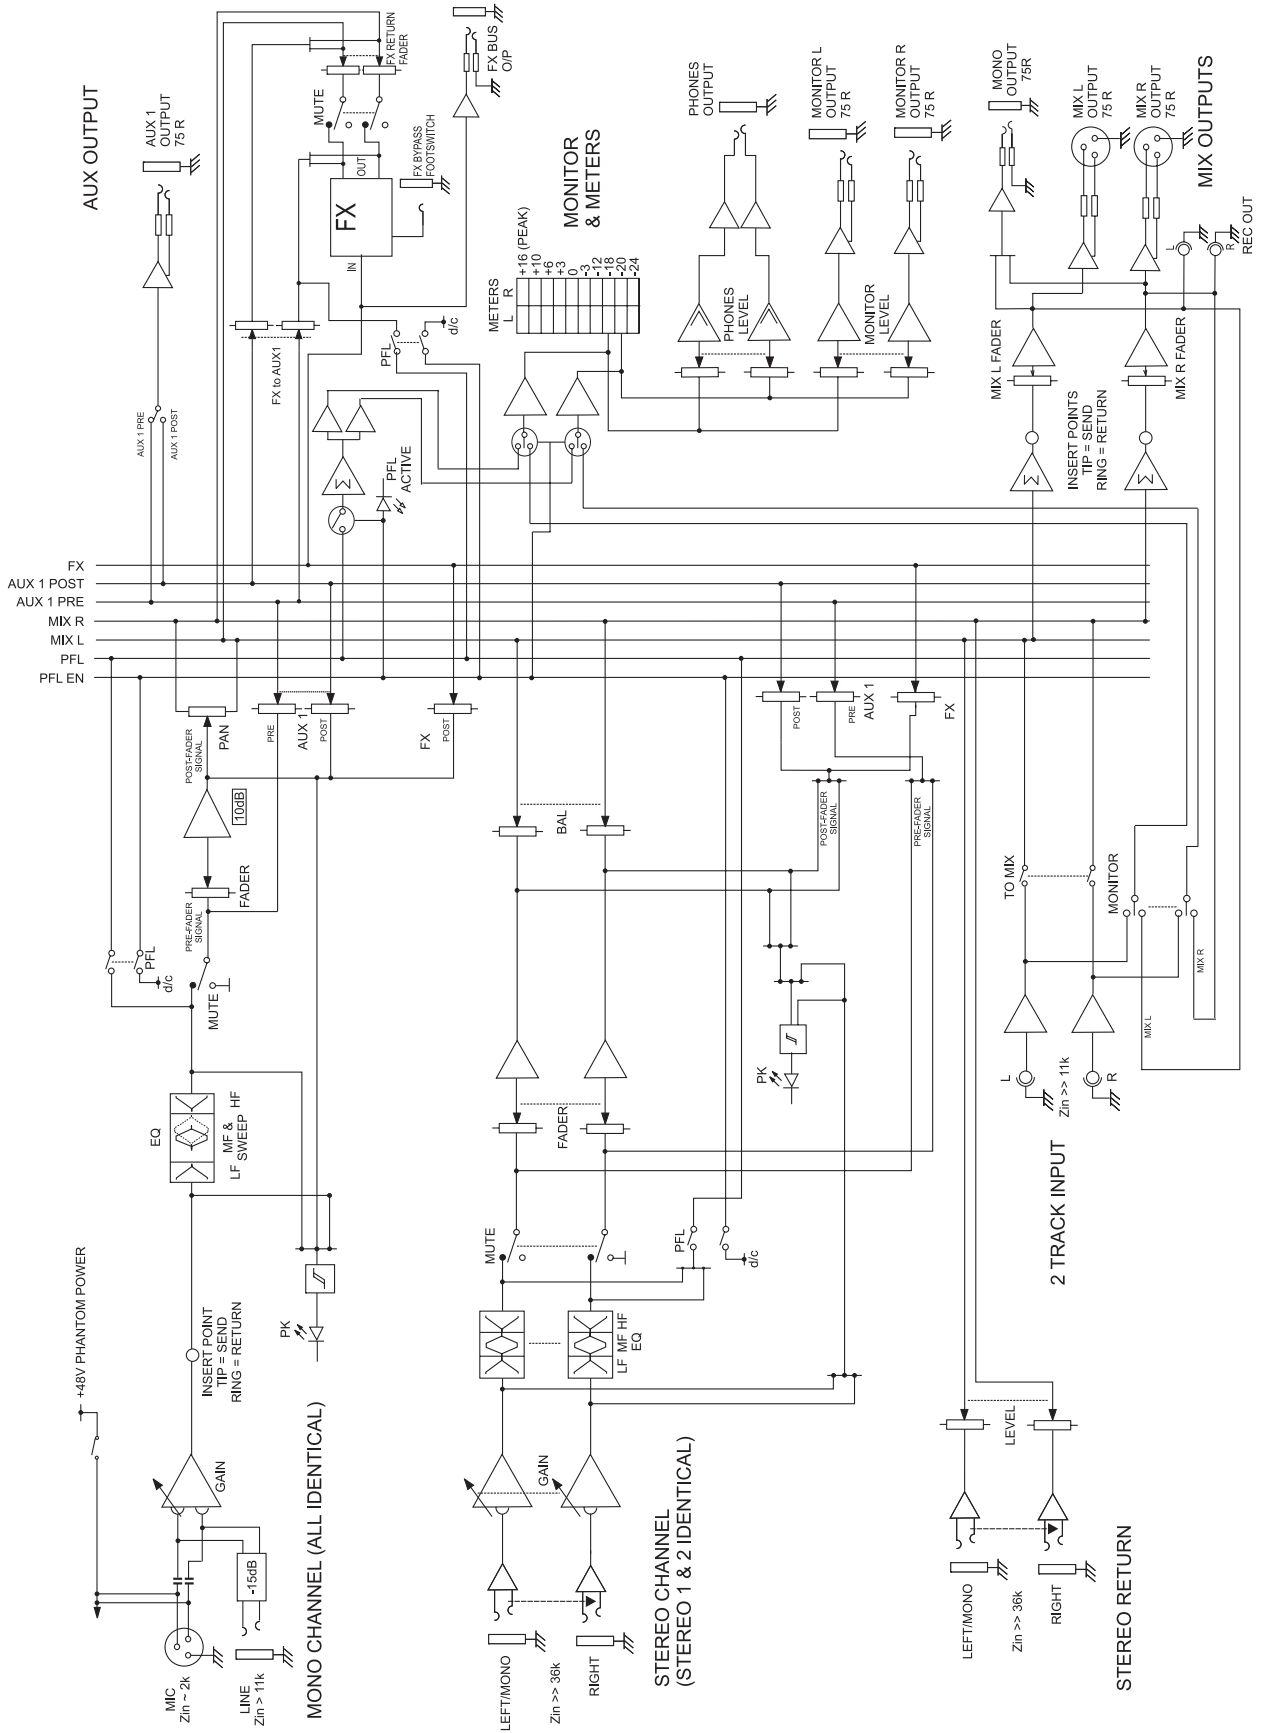 AUX OUTPUT
AUX 1
OUTPUT
75 R
FX RETURN
FADER
MUTE
FX BUS
O/P
OUT
FX
IN
FX BYPASS
FOOTSWITCH
MONITOR
& METERS
METERS
L R
+16 (PEAK)
+10
+6
+3
0
-3
-12
-18
-20
-24
PHONES
OUTPUT
MONITOR L
OUTPUT
75 R
MONITOR R
OUTPUT
75 R
PHONES
LEVEL
MONITOR
LEVEL
MONO
OUTPUT
75R
MIX L
OUTPUT
75 R
MIX R
OUTPUT
75 R
MIX OUTPUTS
L
R
REC OUT
MIX L FADER
MIX R FADER
INSERT POINTS
TIP = SEND
RING = RETURN
Σ
Σ
AUX 1 PRE
AUX 1 POST
FX to AUX1
PFL
d/c
Σ
PFL
ACTIVE
FX
AUX 1 POST
AUX 1 PRE
MIX R
MIX L
PFL
PFL EN
PAN
POST-FADER
SIGNAL
10dB
FADER
PRE-FADER
SIGNAL
PFL
d/c
MUTE
PRE
AUX 1
POST
FX
POST
EQ
LF
MF &
SWEEP
HF
PK
+48V PHANTOM POWER
INSERT POINT
TIP = SEND
RING = RETURN
GAIN
-15dB
MIC
Zin ~ 2k
LINE
Zin > 11k
MONO CHANNEL (ALL IDENTICAL)
POST
PRE
AUX 1
FX
BAL
POST-FADER
SIGNAL
PRE-FADER
SIGNAL
PK
FADER
MUTE
PFL
d/c
LF MF HF
EQ
GAIN
LEFT/MONO
Zin >> 36k
RIGHT
STEREO CHANNEL
(STEREO 1 & 2 IDENTICAL)
TO MIX
MONITOR
MIX L
MIX R
L
R
Zin >> 11k
2 TRACK INPUT
LEVEL
LEFT/MONO
Zin >> 36k
RIGHT
STEREO RETURN